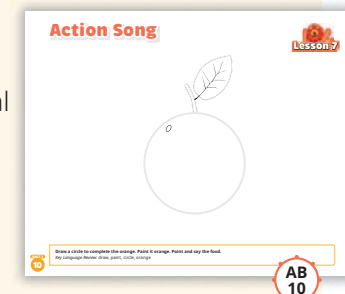 Action Song
Lesson 7
al
Draw a circle to complete the orange. Paint it orange. Point and say the food.
Key Language Review: draw, paint, circle, orange
10
AB
10